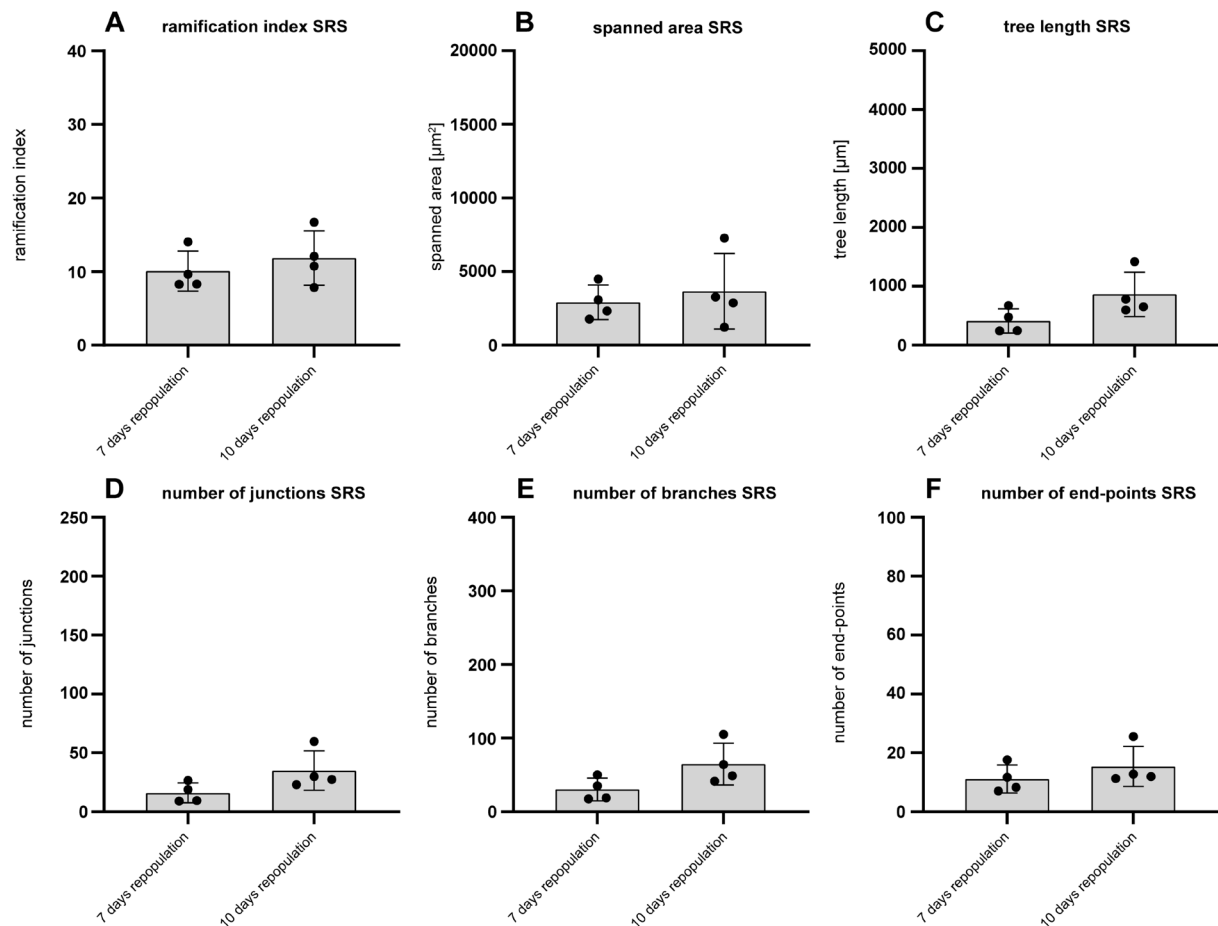 A ramification index SRS
ramification index
40
30
20
10
0
7 days repopulation
10 days repopulation
B spanned area SRS
spanned area [µm²]
20000
15000
10000
5000
0
7 days repopulation
10 days repopulation
C tree length SRS
tree length [µm]
5000
4000
3000
2000
1000
0
7 days repopulation
10 days repopulation
D number of junctions SRS
number of junctions
250
200
150
100
50
0
7 days repopulation
10 days repopulation
E number of branches SRS
number of branches
400
300
200
100
0
7 days repopulation
10 days repopulation
F number of end-points SRS
number of end-points
100
80
60
40
20
0
7 days repopulation
10 days repopulation